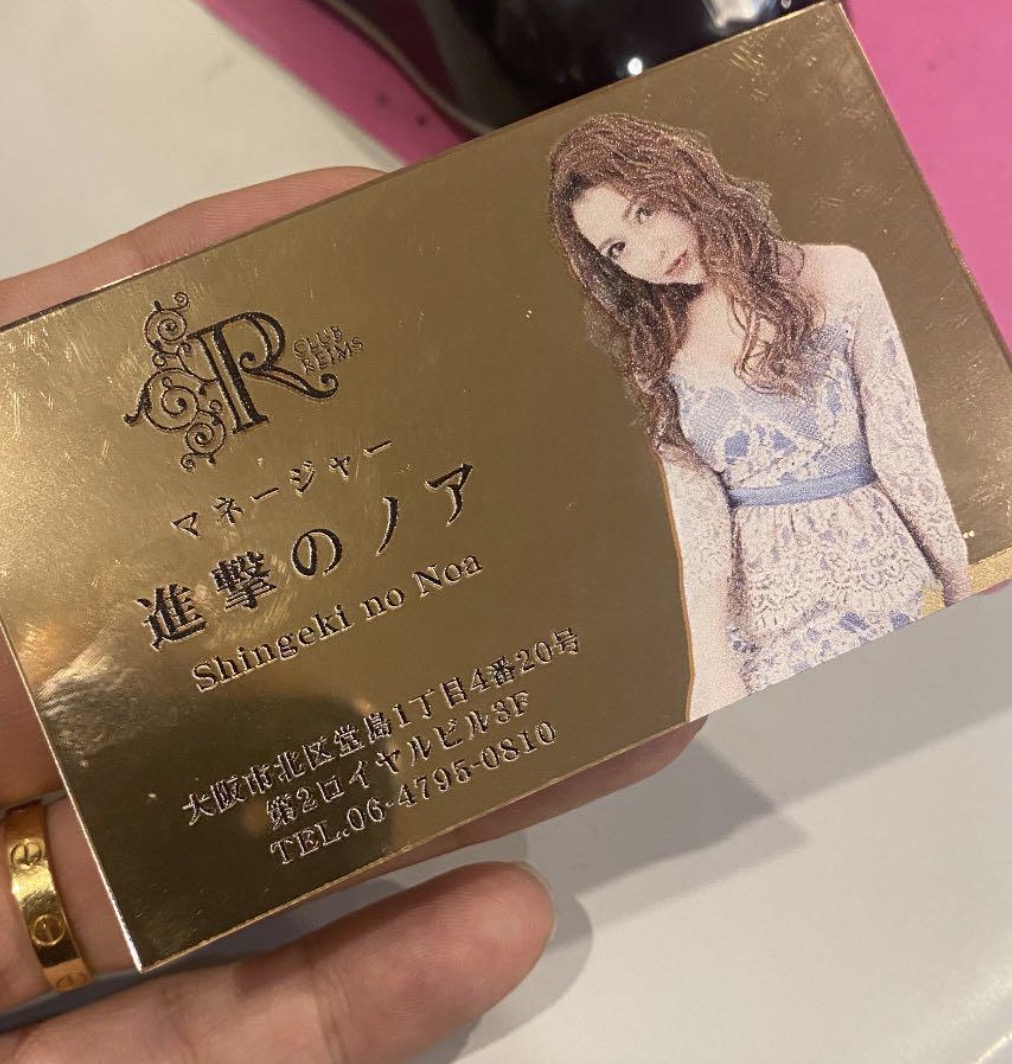 R
CLUB
REIMS
マネージャー
進撃のノア
Shingeki no Noa
大阪市北区堂島1丁目4番20号
第2ロイヤルビル3F
TEL.06-4795-0810